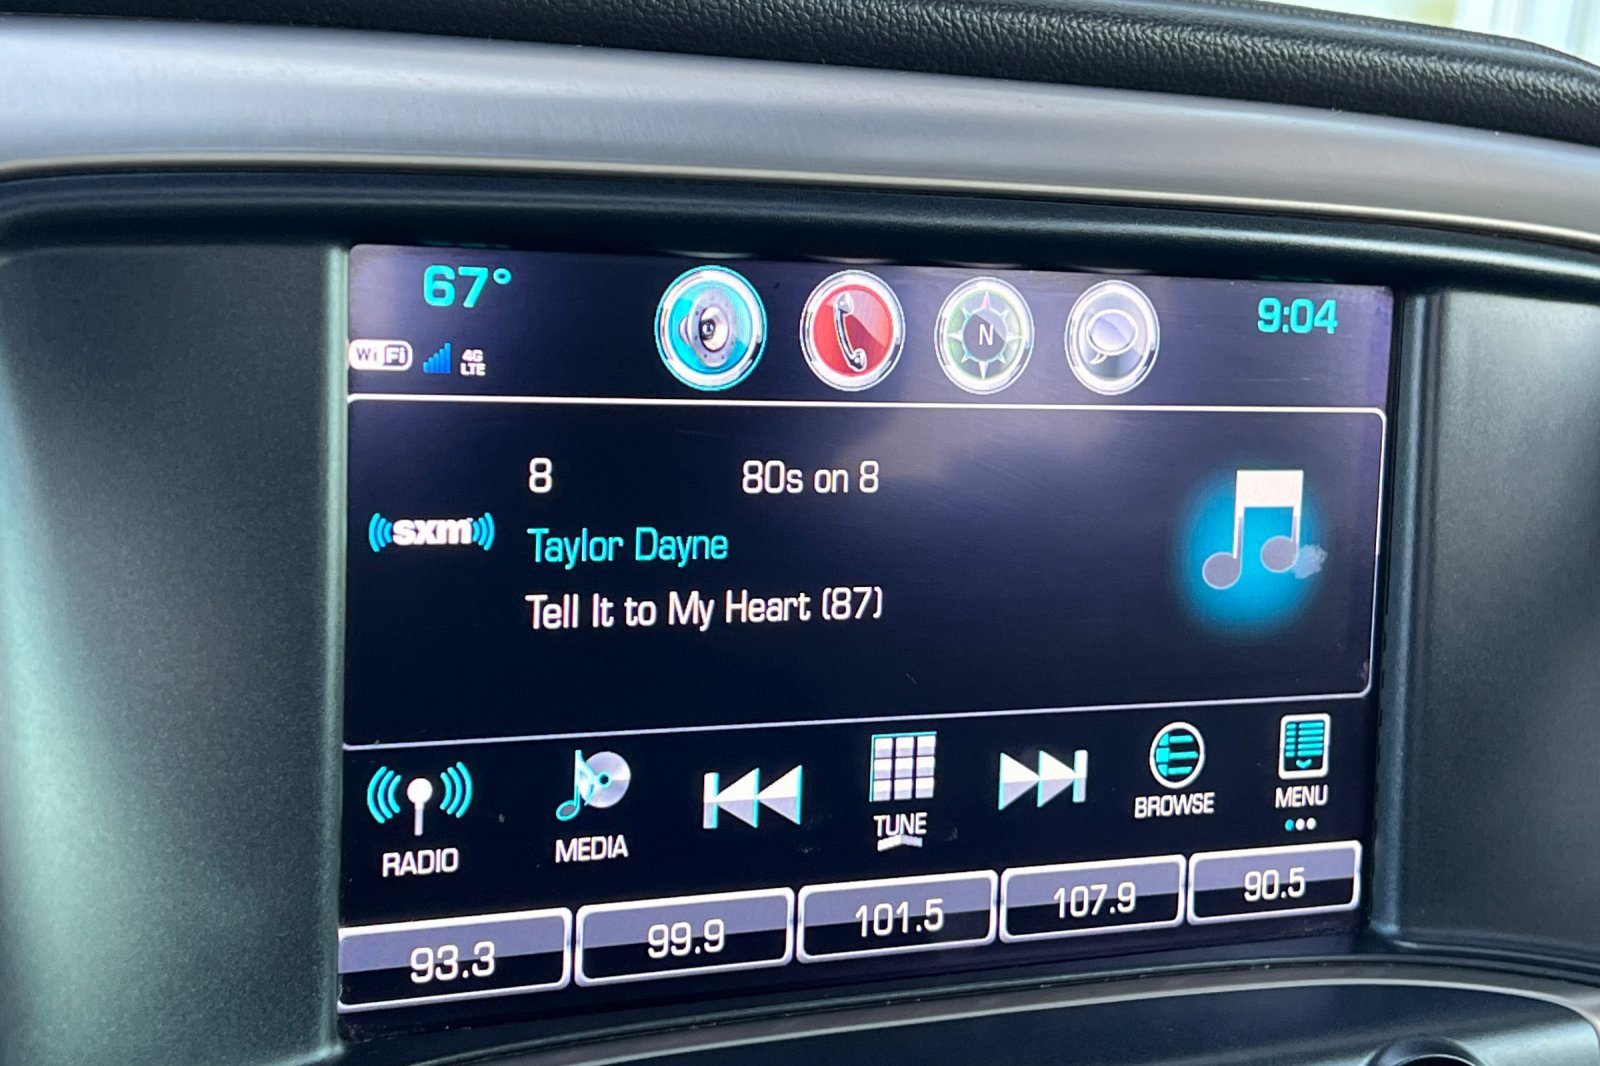 67°
9:04
WiFi 4G LTE
N
8 80s on 8
sxm
Taylor Dayne
Tell It to My Heart (87)
RADIO MEDIA TUNE BROWSE MENU
93.3 99.9 101.5 107.9 90.5